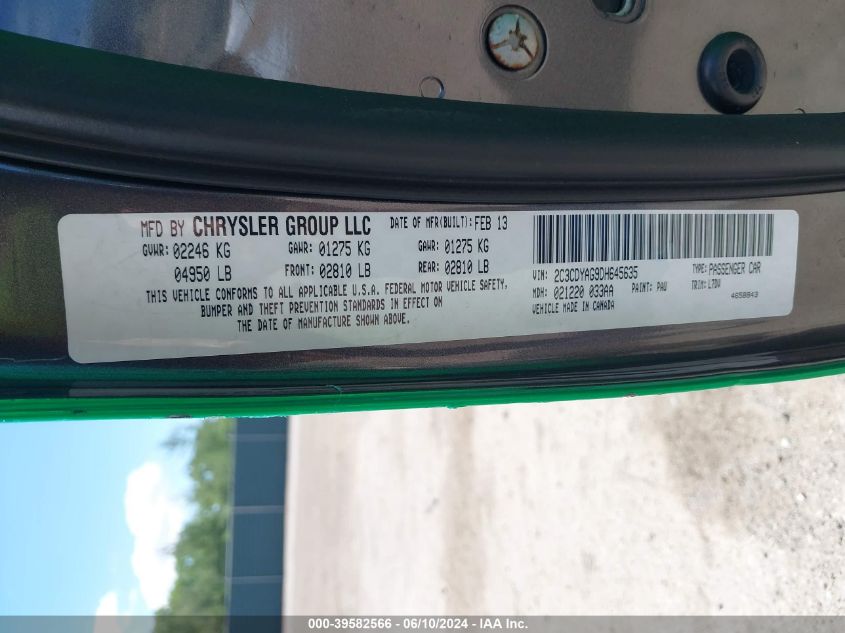 MFD BY CHRYSLER GROUP LLC DATE OF MFR(BUILT): FEB 13
GVWR: 02246 KG GAWR: 01275 KG GAWR: 01275 KG
04950 LB FRONT: 02810 LB REAR: 02810 LB
THIS VEHICLE CONFORMS TO ALL APPLICABLE U.S.A. FEDERAL MOTOR VEHICLE SAFETY,
BUMPER AND THEFT PREVENTION STANDARDS IN EFFECT ON
THE DATE OF MANUFACTURE SHOWN ABOVE.
VIN: 2C3CDYAG9DH645635 TYPE: PASSENGER CAR
MDH: 021220 033AA PAINT: PAU TRIM: LTDV
VEHICLE MADE IN CANADA 4658843
000-39582566 - 06/10/2024 - IAA Inc.